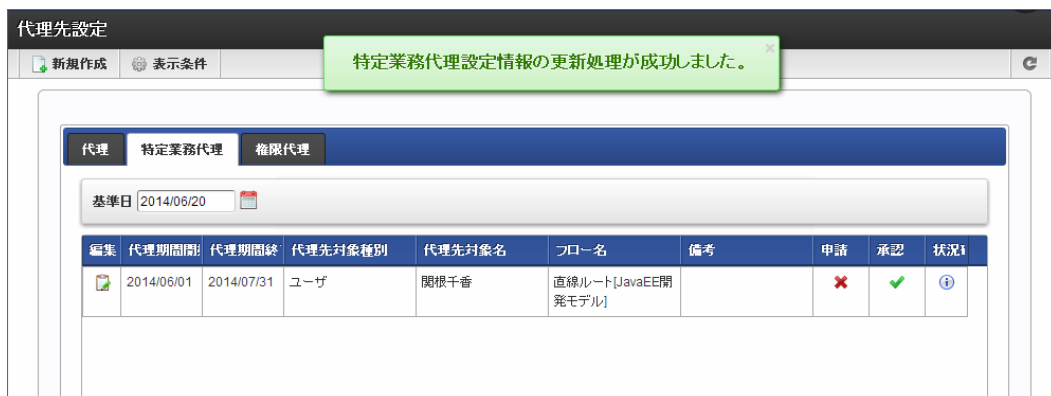 代理先設定
新規作成 表示条件
特定業務代理設定情報の更新処理が成功しました。
代理 特定業務代理 権限代理
基準日 2014/06/20
編集 代理期間開 代理期間終 代理先対象種別 代理先対象名 フロー名 備考 申請 承認 状況
2014/06/01 2014/07/31 ユーザ 関根千香 直線ルート[JavaEE開
発モデル]